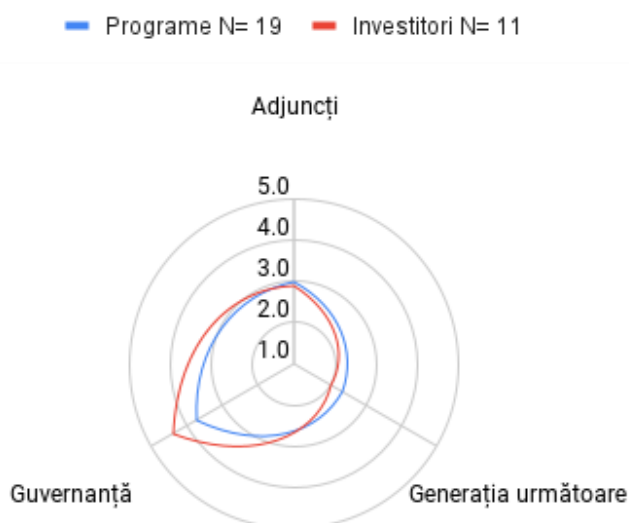 Programe N= 19 Investitori N= 11
Adjuncți
5.0
4.0
3.0
2.0
1.0
Guvernanță Generația următoare